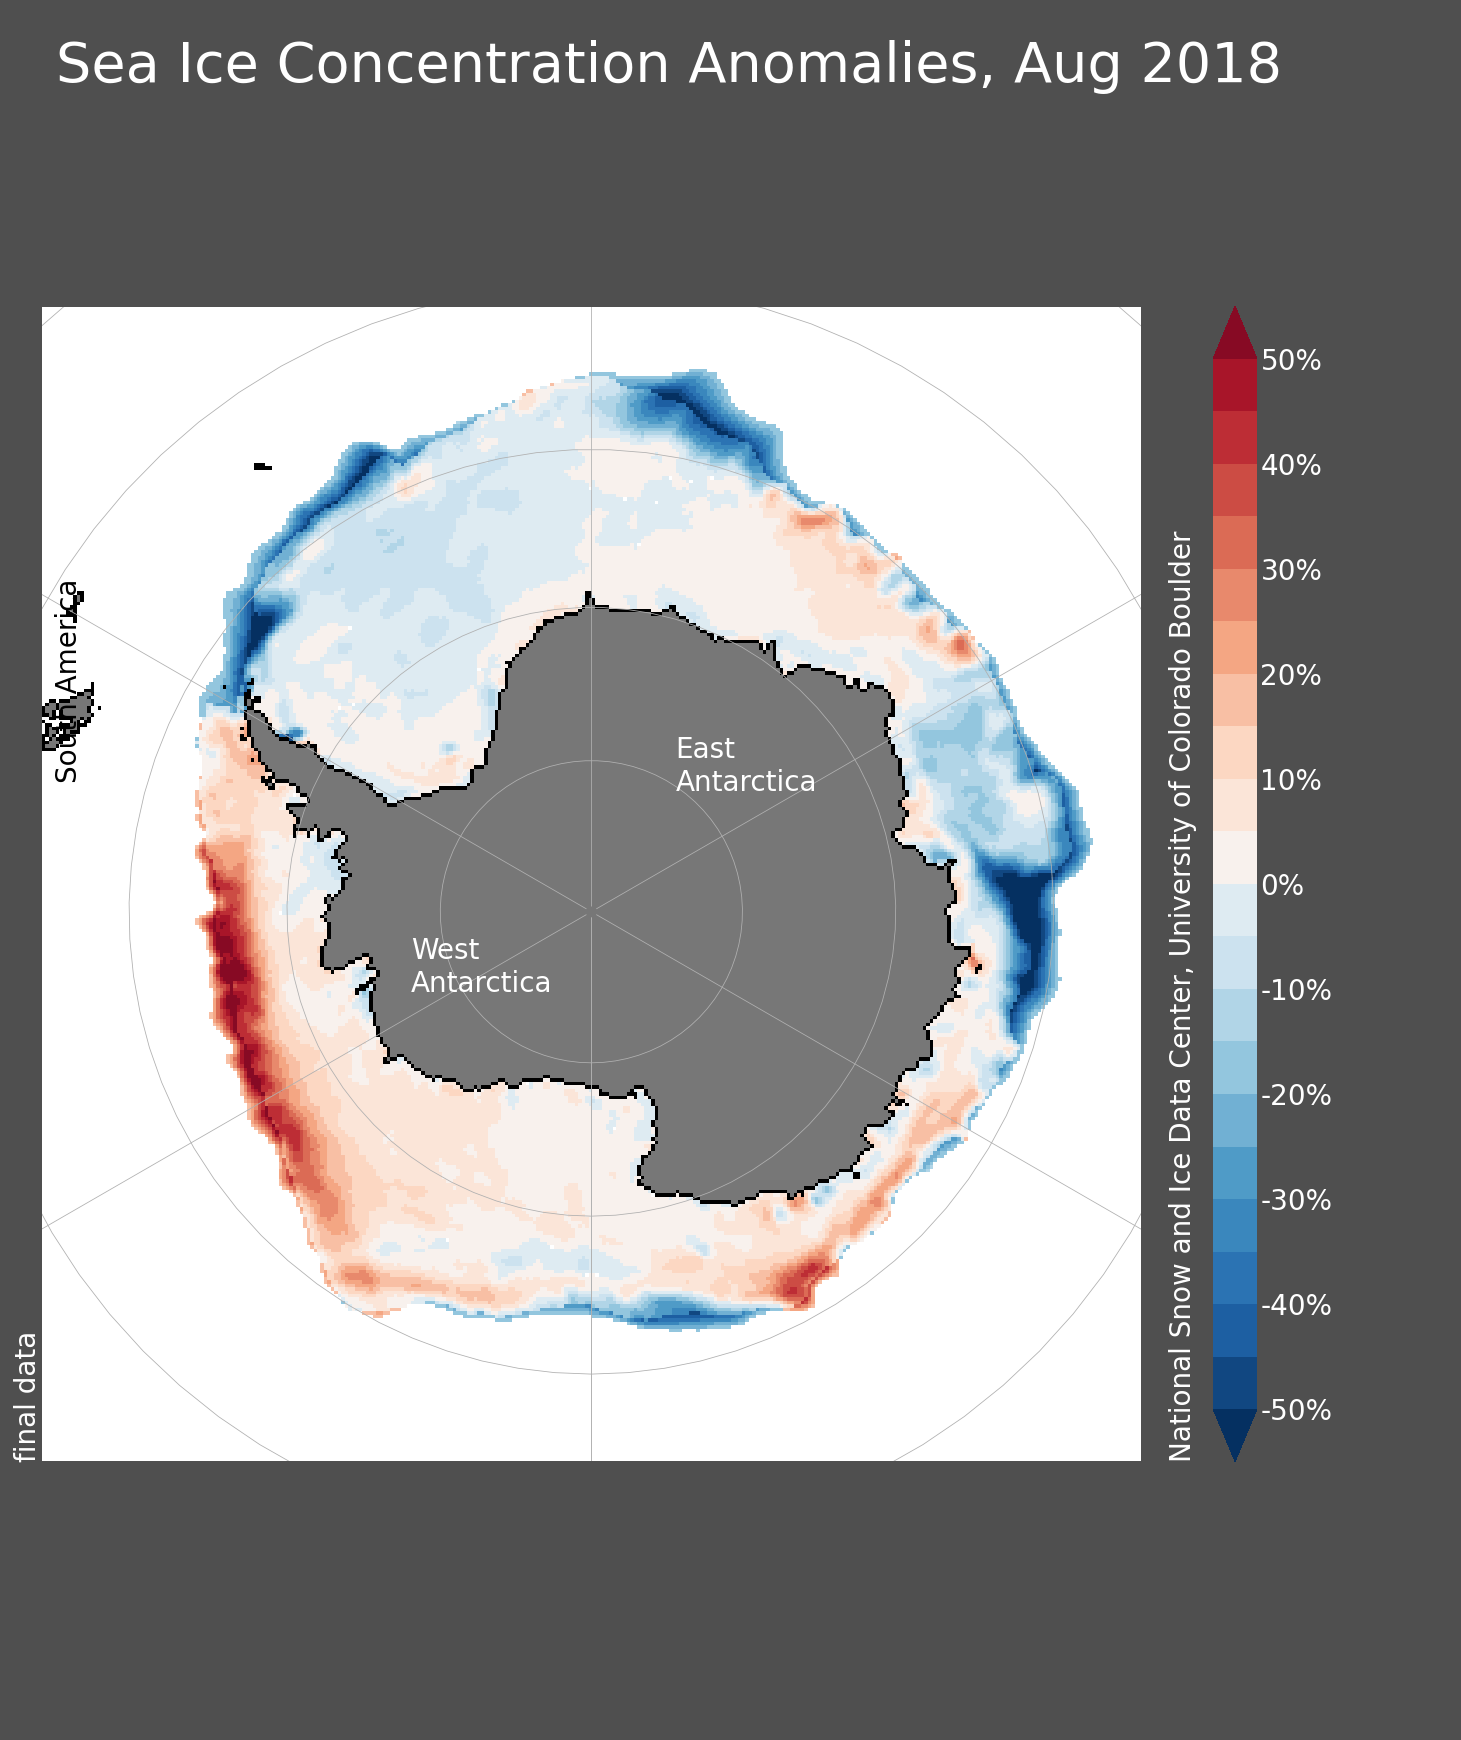 Sea Ice Concentration Anomalies, Aug 2018
South America
East
Antarctica
West
Antarctica
final data
National Snow and Ice Data Center, University of Colorado Boulder
50%
40%
30%
20%
10%
0%
-10%
-20%
-30%
-40%
-50%